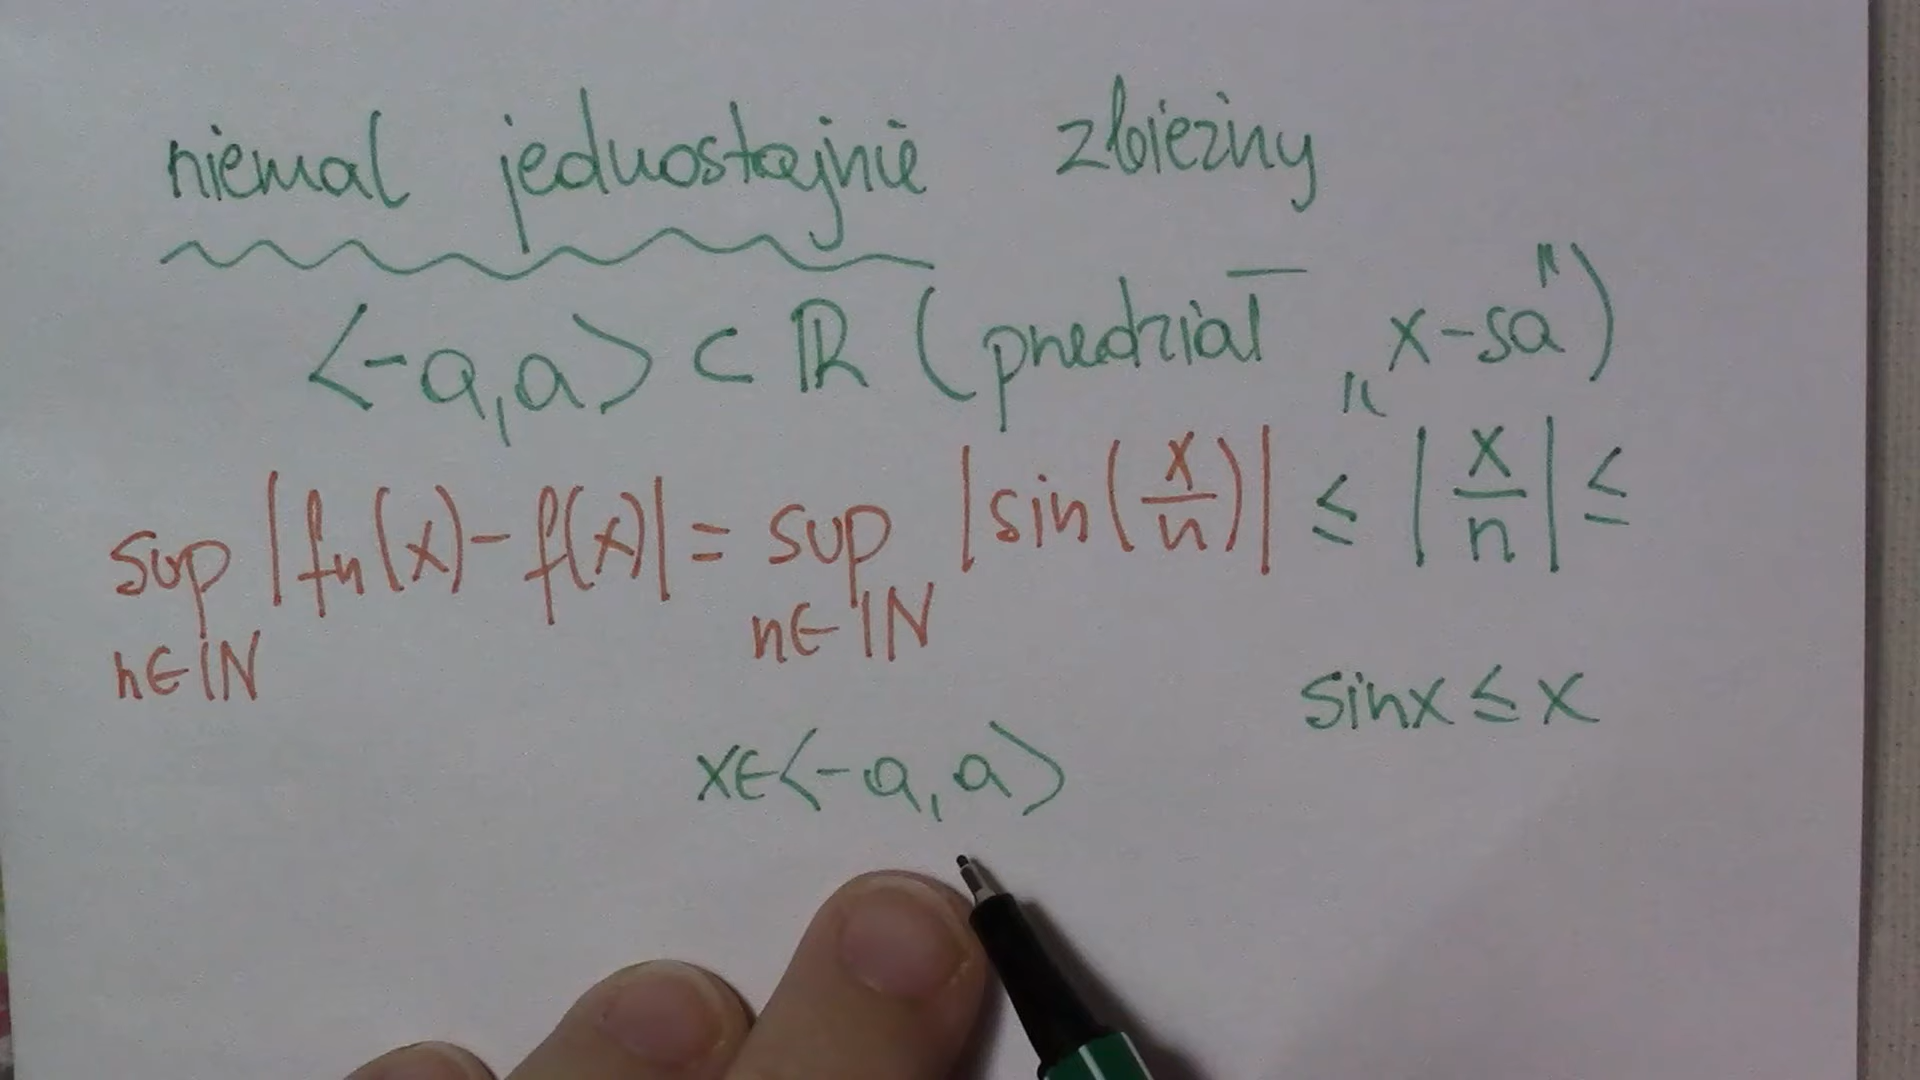 niemal jednostajnie zbieżny
<-a,a> ⊂ ℝ (przedział „x-sa")
sup |fn(x)-f(x)| = sup |sin(x/n)| ≤ |x/n| ≤
n∈ℕ n∈ℕ
sinx ≤ x
x∈<-a,a>